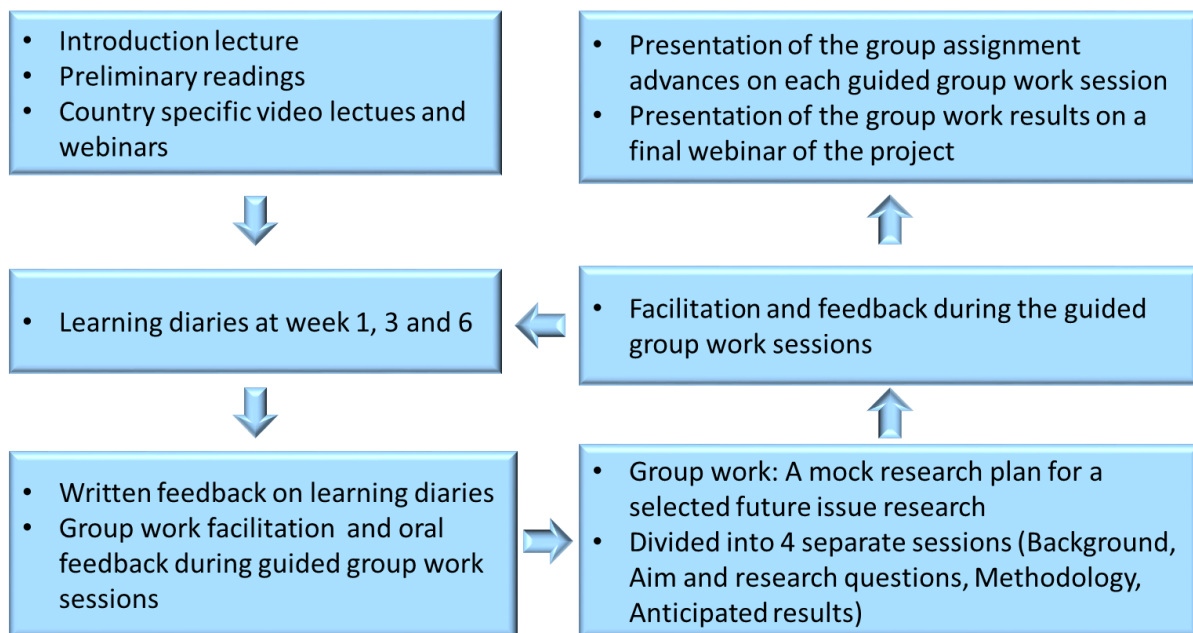 • Introduction lecture
• Preliminary readings
• Country specific video lectues and
webinars
• Learning diaries at week 1, 3 and 6
• Written feedback on learning diaries
• Group work facilitation and oral
feedback during guided group work
sessions
• Group work: A mock research plan for a
selected future issue research
• Divided into 4 separate sessions (Background,
Aim and research questions, Methodology,
Anticipated results)
• Facilitation and feedback during the guided
group work sessions
• Presentation of the group assignment
advances on each guided group work session
• Presentation of the group work results on a
final webinar of the project